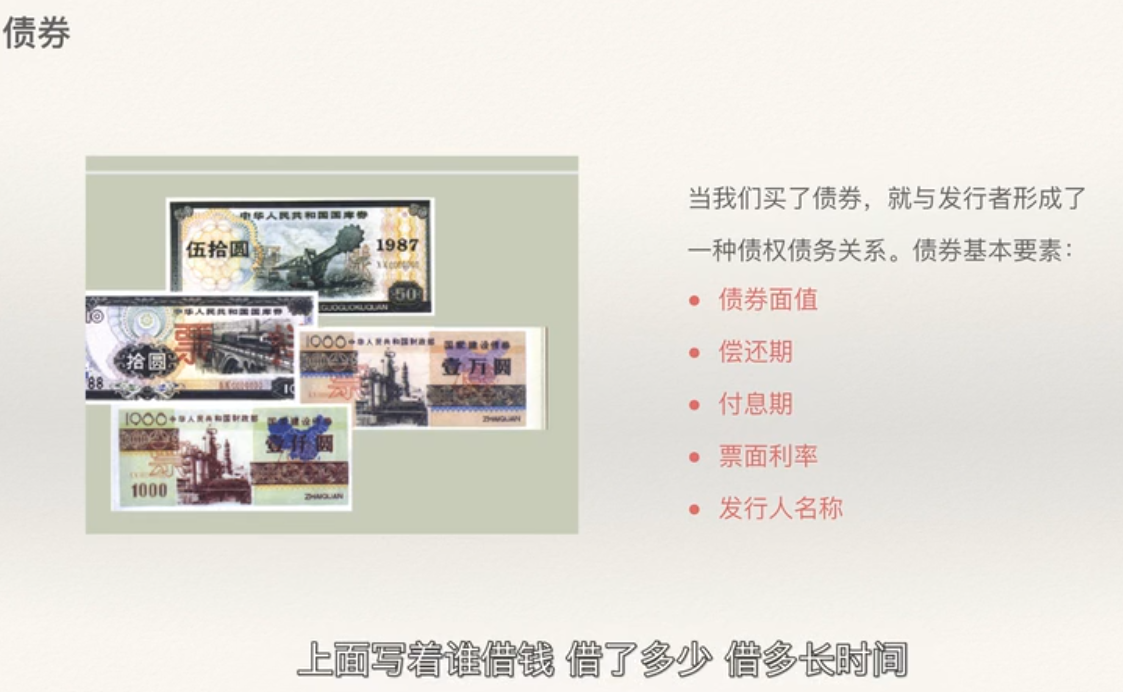 债券
中华人民共和国国库券
伍拾圆
1987
50
GUOQUOKUQUAN
中华人民共和国国库券
票
拾圆
88
10
1000
中华人民共和国财政部
国家建设债券
壹万圆
ZHAIQUAN
中华人民共和国财政部
国家建设债券
壹仟圆
1000
ZHAIQUAN
当我们买了债券，就与发行者形成了
一种债权债务关系。债券基本要素：
• 债券面值
• 偿还期
• 付息期
• 票面利率
• 发行人名称
上面写着谁借钱 借了多少 借多长时间